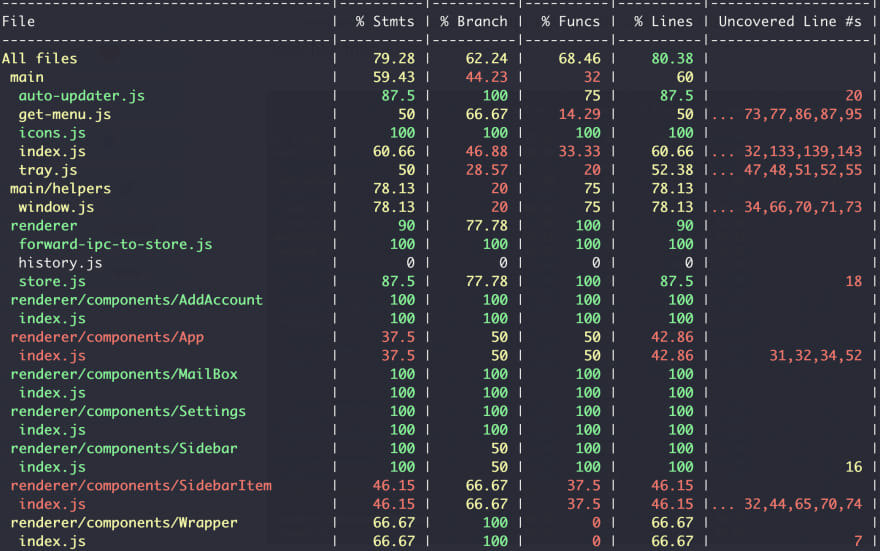 File | % Stmts | % Branch | % Funcs | % Lines | Uncovered Line #s |
All files | 79.28 | 62.24 | 68.46 | 80.38 | |
main | 59.43 | 44.23 | 32 | 60 | |
auto-updater.js | 87.5 | 100 | 75 | 87.5 | 20 |
get-menu.js | 50 | 66.67 | 14.29 | 50 |... 73,77,86,87,95 |
icons.js | 100 | 100 | 100 | 100 | |
index.js | 60.66 | 46.88 | 33.33 | 60.66 |... 32,133,139,143 |
tray.js | 50 | 28.57 | 20 | 52.38 |... 47,48,51,52,55 |
main/helpers | 78.13 | 20 | 75 | 78.13 | |
window.js | 78.13 | 20 | 75 | 78.13 |... 34,66,70,71,73 |
renderer | 90 | 77.78 | 100 | 90 | |
forward-ipc-to-store.js | 100 | 100 | 100 | 100 | |
history.js | 0 | 0 | 0 | 0 | |
store.js | 87.5 | 77.78 | 100 | 87.5 | 18 |
renderer/components/AddAccount | 100 | 100 | 100 | 100 | |
index.js | 100 | 100 | 100 | 100 | |
renderer/components/App | 37.5 | 50 | 50 | 42.86 | |
index.js | 37.5 | 50 | 50 | 42.86 | 31,32,34,52 |
renderer/components/MailBox | 100 | 100 | 100 | 100 | |
index.js | 100 | 100 | 100 | 100 | |
renderer/components/Settings | 100 | 100 | 100 | 100 | |
index.js | 100 | 100 | 100 | 100 | |
renderer/components/Sidebar | 100 | 50 | 100 | 100 | |
index.js | 100 | 50 | 100 | 100 | 16 |
renderer/components/SidebarItem | 46.15 | 66.67 | 37.5 | 46.15 | |
index.js | 46.15 | 66.67 | 37.5 | 46.15 |... 32,44,65,70,74 |
renderer/components/Wrapper | 66.67 | 100 | 0 | 66.67 | |
index.js | 66.67 | 100 | 0 | 66.67 | 7 |